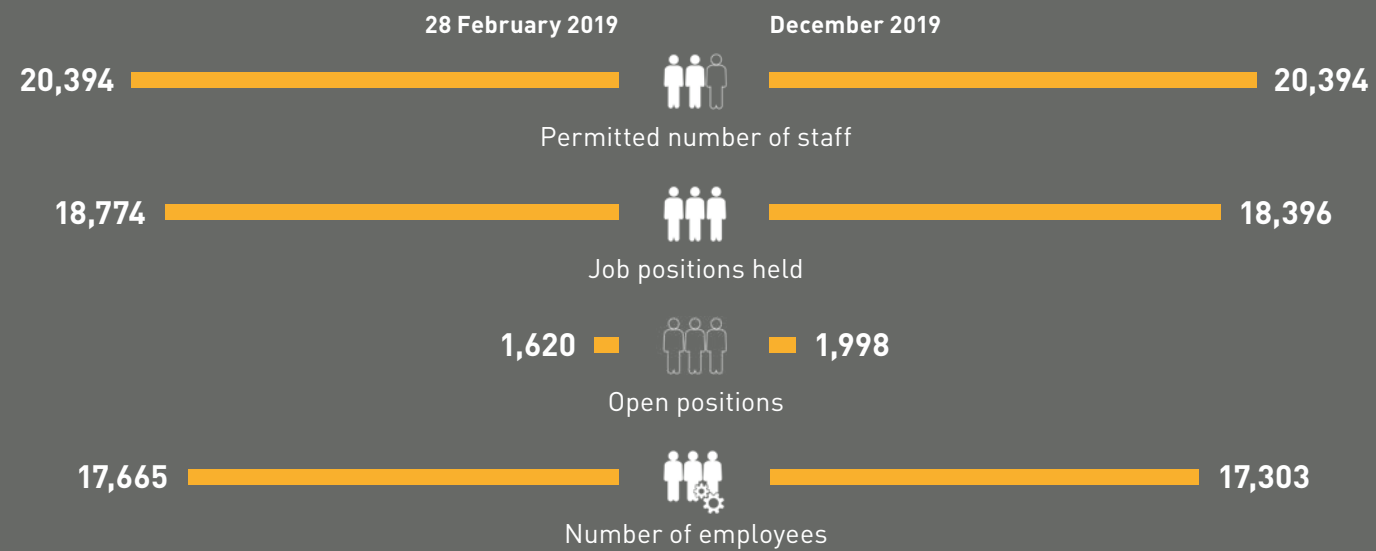 28 February 2019 December 2019
20,394 20,394
Permitted number of staff
18,774 18,396
Job positions held
1,620 1,998
Open positions
17,665 17,303
Number of employees